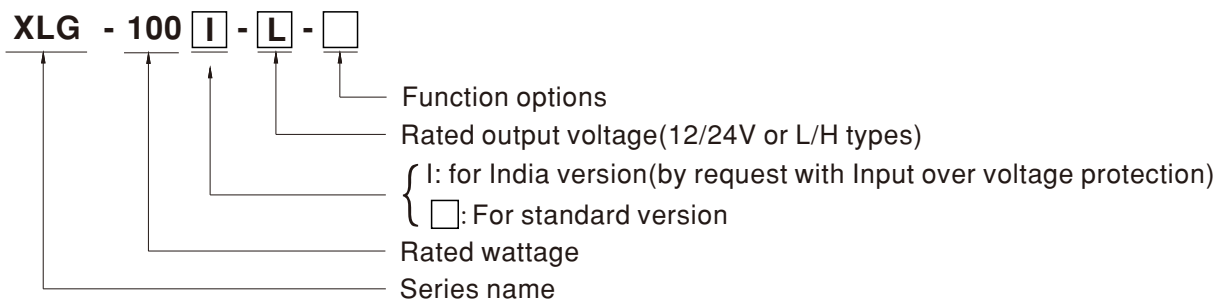 XLG - 100 I - L -
Function options
Rated output voltage(12/24V or L/H types)
I: for India version(by request with Input over voltage protection)
: For standard version
Rated wattage
Series name